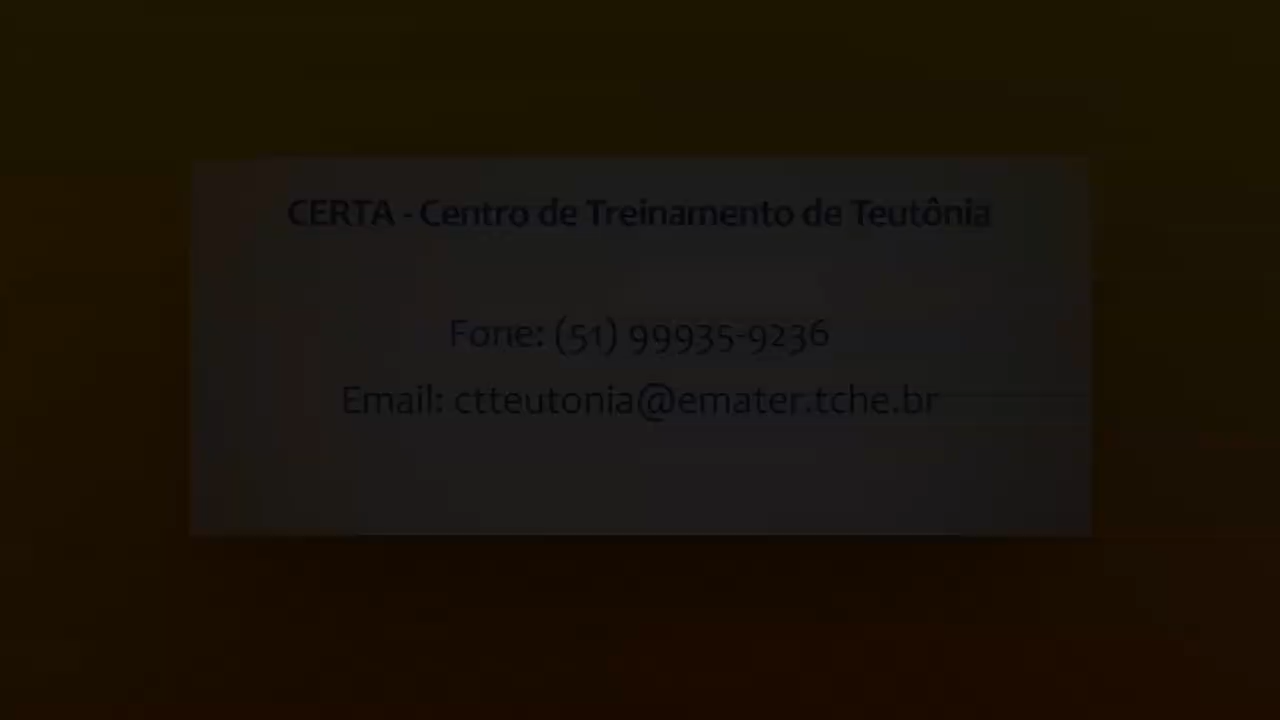 CERTA - Centro de Treinamento de Teutônia
Fone: (51) 99935-9236
Email: ctteutonia@emater.tche.br